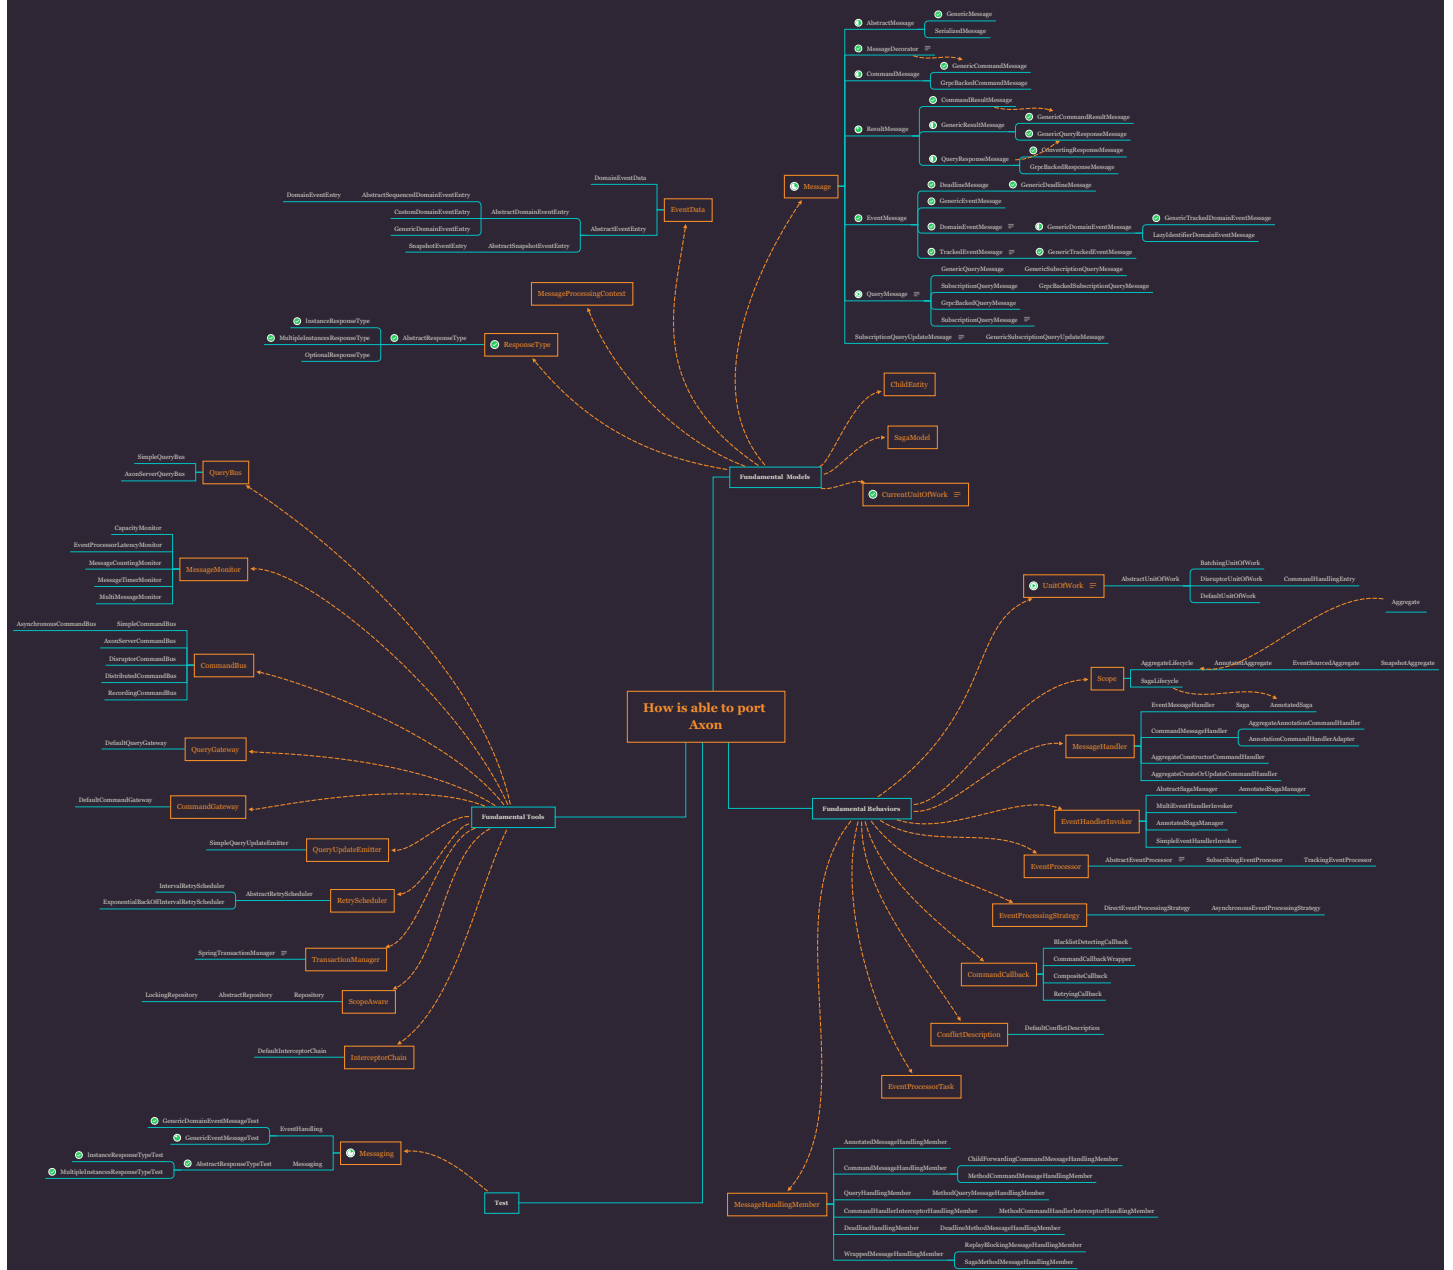 How is able to port
Axon
Fundamental Models
Message
AbstractMessage
GenericMessage
SerializedMessage
MessageDecorator
CommandMessage
GenericCommandMessage
GrpcBackedCommandMessage
ResultMessage
CommandResultMessage
GenericResultMessage
GenericCommandResultMessage
GenericQueryResponseMessage
QueryResponseMessage
ConvertingResponseMessage
GrpcBackedResponseMessage
EventMessage
DeadlineMessage
GenericDeadlineMessage
GenericEventMessage
DomainEventMessage
GenericDomainEventMessage
GenericTrackedDomainEventMessage
LazyIdentifierDomainEventMessage
TrackedEventMessage
GenericTrackedEventMessage
QueryMessage
GenericQueryMessage
GenericSubscriptionQueryMessage
SubscriptionQueryMessage
GrpcBackedSubscriptionQueryMessage
GrpcBackedQueryMessage
SubscriptionQueryMessage
SubscriptionQueryUpdateMessage
GenericSubscriptionQueryUpdateMessage
EventData
DomainEventData
AbstractEventEntry
AbstractDomainEventEntry
AbstractSequencedDomainEventEntry
DomainEventEntry
CustomDomainEventEntry
GenericDomainEventEntry
AbstractSnapshotEventEntry
SnapshotEventEntry
MessageProcessingContext
ResponseType
AbstractResponseType
InstanceResponseType
MultipleInstancesResponseType
OptionalResponseType
ChildEntity
SagaModel
CurrentUnitOfWork
Fundamental Behaviors
UnitOfWork
AbstractUnitOfWork
BatchingUnitOfWork
DisruptorUnitOfWork
CommandHandlingEntry
DefaultUnitOfWork
Aggregate
Scope
AggregateLifecycle
AnnotatedAggregate
EventSourcedAggregate
SnapshotAggregate
SagaLifecycle
MessageHandler
EventMessageHandler
Saga
AnnotatedSaga
CommandMessageHandler
AggregateAnnotationCommandHandler
AnnotationCommandHandlerAdapter
AggregateConstructorCommandHandler
AggregateCreateOrUpdateCommandHandler
EventHandlerInvoker
AbstractSagaManager
AnnotatedSagaManager
MultiEventHandlerInvoker
AnnotatedSagaManager
SimpleEventHandlerInvoker
EventProcessor
AbstractEventProcessor
SubscribingEventProcessor
TrackingEventProcessor
EventProcessingStrategy
DirectEventProcessingStrategy
AsynchronousEventProcessingStrategy
CommandCallback
BlacklistDetectingCallback
CommandCallbackWrapper
CompositeCallback
RetryingCallback
ConflictDescription
DefaultConflictDescription
EventProcessorTask
MessageHandlingMember
AnnotatedMessageHandlingMember
CommandMessageHandlingMember
ChildForwardingCommandMessageHandlingMember
MethodCommandMessageHandlingMember
QueryHandlingMember
MethodQueryMessageHandlingMember
CommandHandlerInterceptorHandlingMember
MethodCommandHandlerInterceptorHandlingMember
DeadlineHandlingMember
DeadlineMethodMessageHandlingMember
WrappedMessageHandlingMember
ReplayBlockingMessageHandlingMember
SagaMethodMessageHandlingMember
Fundamental Tools
QueryBus
SimpleQueryBus
AxonServerQueryBus
MessageMonitor
CapacityMonitor
EventProcessorLatencyMonitor
MessageCountingMonitor
MessageTimerMonitor
MultiMessageMonitor
CommandBus
SimpleCommandBus
AsynchronousCommandBus
AxonServerCommandBus
DisruptorCommandBus
DistributedCommandBus
RecordingCommandBus
QueryGateway
DefaultQueryGateway
CommandGateway
DefaultCommandGateway
QueryUpdateEmitter
SimpleQueryUpdateEmitter
RetryScheduler
AbstractRetryScheduler
IntervalRetryScheduler
ExponentialBackOffIntervalRetryScheduler
TransactionManager
SpringTransactionManager
ScopeAware
Repository
AbstractRepository
LockingRepository
InterceptorChain
DefaultInterceptorChain
Test
Messaging
EventHandling
GenericDomainEventMessageTest
GenericEventMessageTest
Messaging
AbstractResponseTypeTest
InstanceResponseTypeTest
MultipleInstancesResponseTypeTest